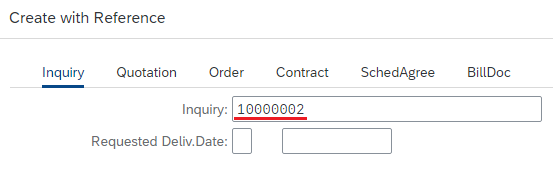 Create with Reference
Inquiry Quotation Order Contract SchedAgree BillDoc
Inquiry: 10000002
Requested Deliv.Date: